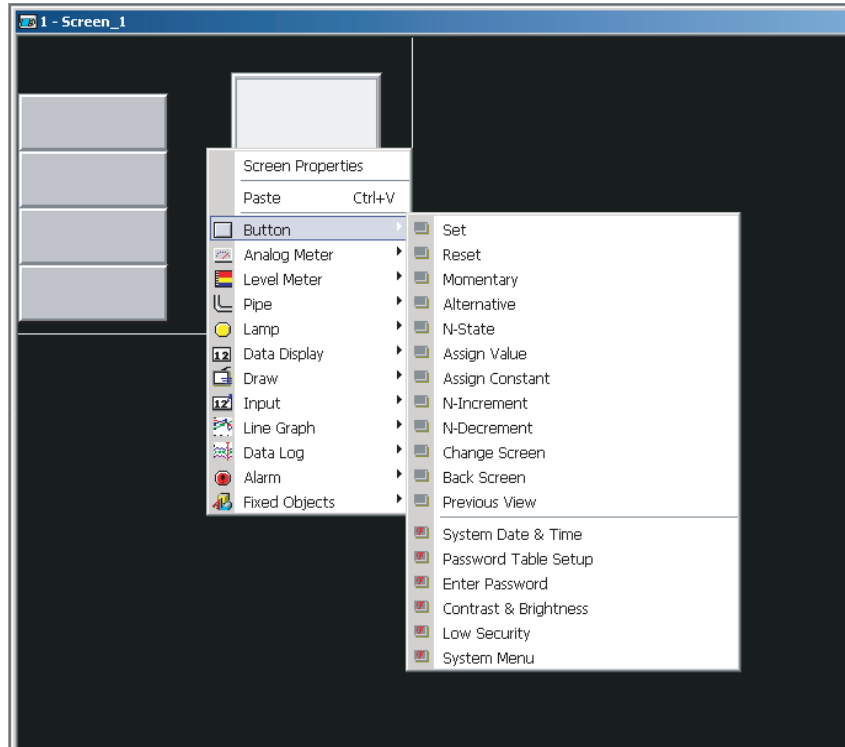 1 - Screen_1
Screen Properties
Paste Ctrl+V
Button
Analog Meter
Level Meter
Pipe
Lamp
12 Data Display
Draw
12 Input
Line Graph
Data Log
Alarm
Fixed Objects
Set
Reset
Momentary
Alternative
N-State
Assign Value
Assign Constant
N-Increment
N-Decrement
Change Screen
Back Screen
Previous View
System Date & Time
Password Table Setup
Enter Password
Contrast & Brightness
Low Security
System Menu